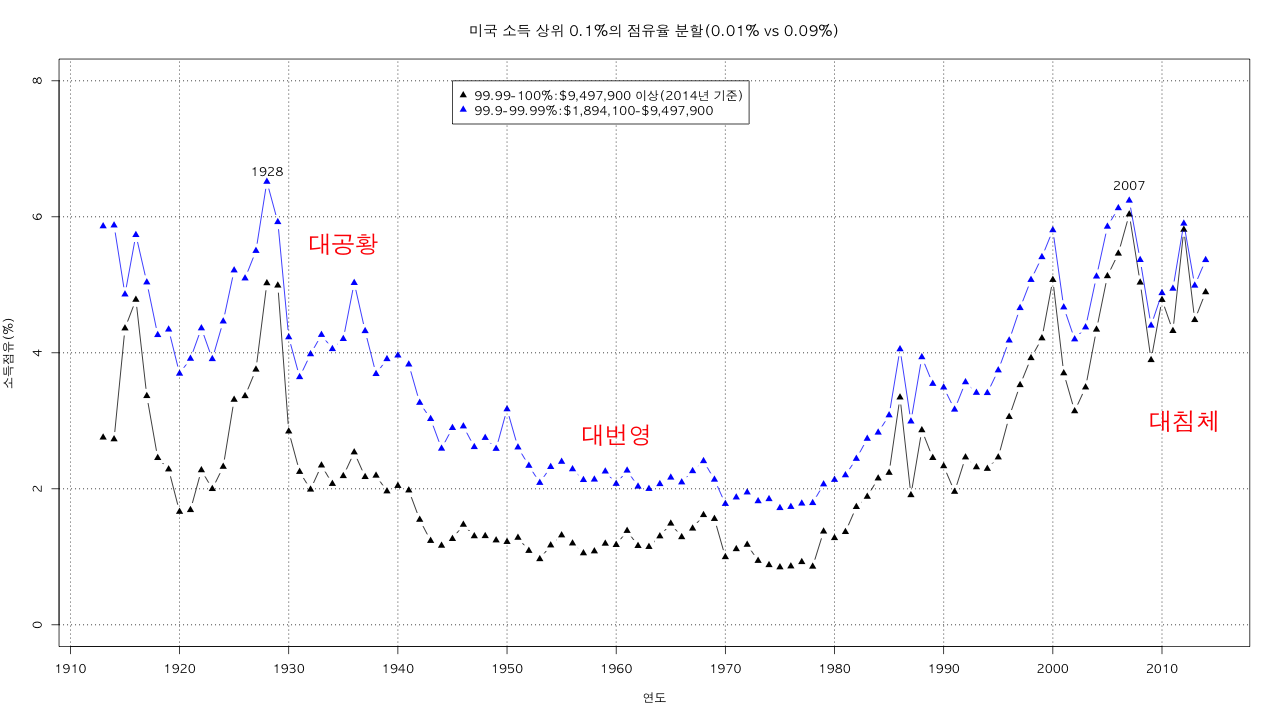 미국 소득 상위 0.1%의 점유율 분할(0.01% vs 0.09%)
99.99-100%:$9,497,900 이상(2014년 기준)
99.9-99.99%:$1,894,100-$9,497,900
1928
2007
대공황
대번영
대침체
소득점유(%)
8
6
4
2
0
1910 1920 1930 1940 1950 1960 1970 1980 1990 2000 2010
연도